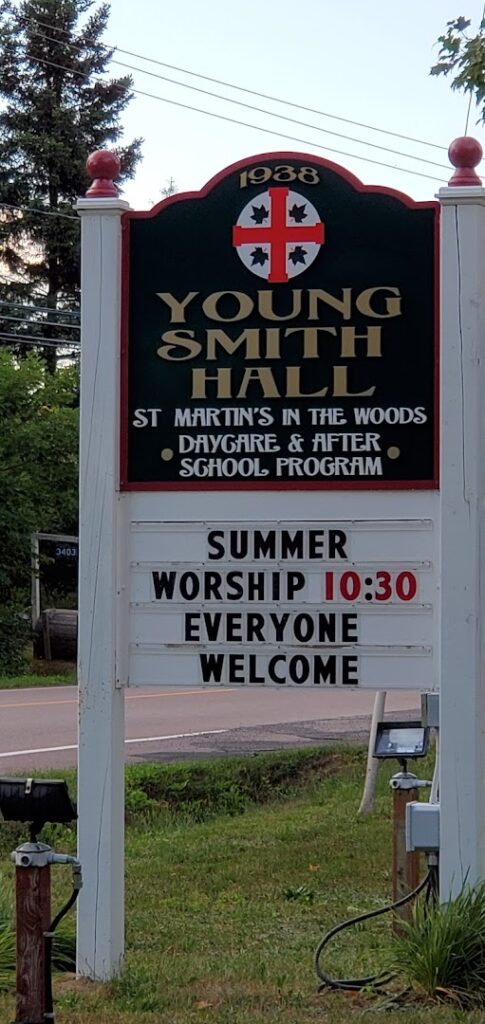 1938
YOUNG
SMITH
HALL
ST MARTIN'S IN THE WOODS
DAYCARE & AFTER
SCHOOL PROGRAM
SUMMER
WORSHIP 10:30
EVERYONE
WELCOME
3403